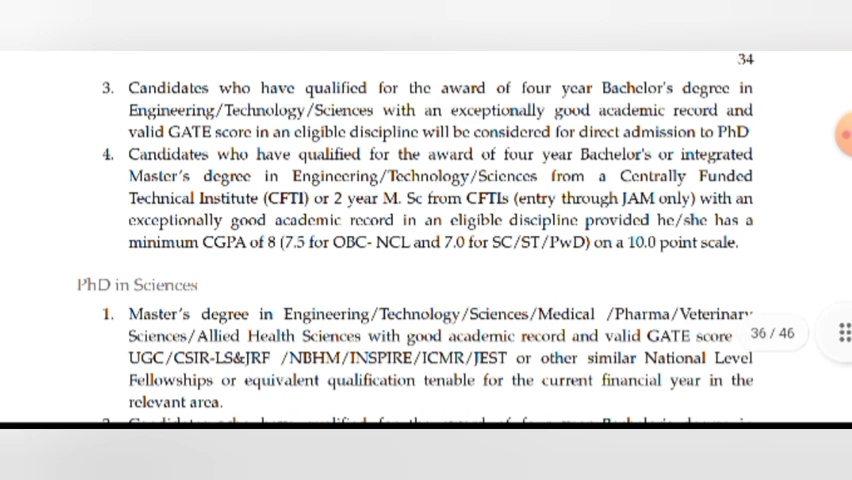 34
3. Candidates who have qualified for the award of four year Bachelor's degree in
Engineering/Technology/Sciences with an exceptionally good academic record and
valid GATE score in an eligible discipline will be considered for direct admission to PhD
4. Candidates who have qualified for the award of four year Bachelor's or integrated
Master's degree in Engineering/Technology/Sciences from a Centrally Funded
Technical Institute (CFTI) or 2 year M. Sc from CFTIs (entry through JAM only) with an
exceptionally good academic record in an eligible discipline provided he/she has a
minimum CGPA of 8 (7.5 for OBC- NCL and 7.0 for SC/ST/PwD) on a 10.0 point scale.
PhD in Sciences
1. Master's degree in Engineering/Technology/Sciences/Medical /Pharma/Veterinary
Sciences/Allied Health Sciences with good academic record and valid GATE score
36 / 46
UGC/CSIR-LS&JRF /NBHM/INSPIRE/ICMR/JEST or other similar National Level
Fellowships or equivalent qualification tenable for the current financial year in the
relevant area.